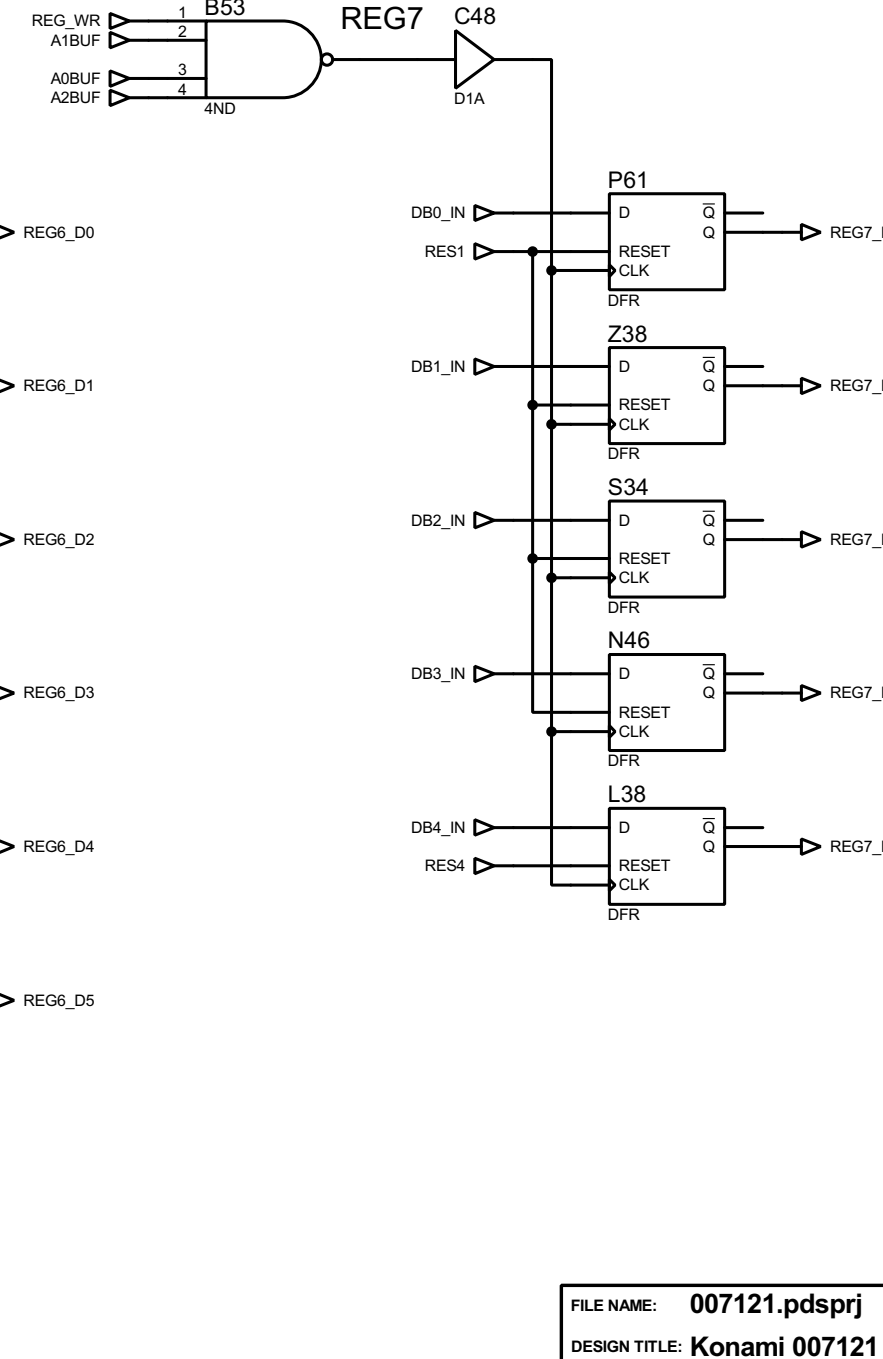 B53
REG7
C48
REG_WR 1
A1BUF 2
A0BUF 3
A2BUF 4
4ND
D1A
P61
DB0_IN D Q
REG6_D0
Q
RES1 RESET
CLK
DFR
Z38
DB1_IN D Q
REG6_D1
Q
RESET
CLK
DFR
S34
DB2_IN D Q
REG6_D2
Q
RESET
CLK
DFR
N46
DB3_IN D Q
REG6_D3
Q
RESET
CLK
DFR
L38
DB4_IN D Q
REG6_D4
Q
RES4 RESET
CLK
DFR
REG6_D5
FILE NAME: 007121.pdsprj
DESIGN TITLE: Konami 007121